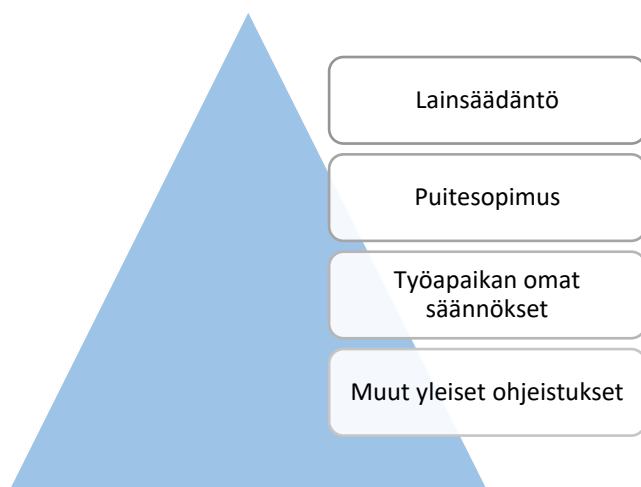 Lainsäädäntö
Puitesopimus
Työapaikan omat
säännökset
Muut yleiset ohjeistukset